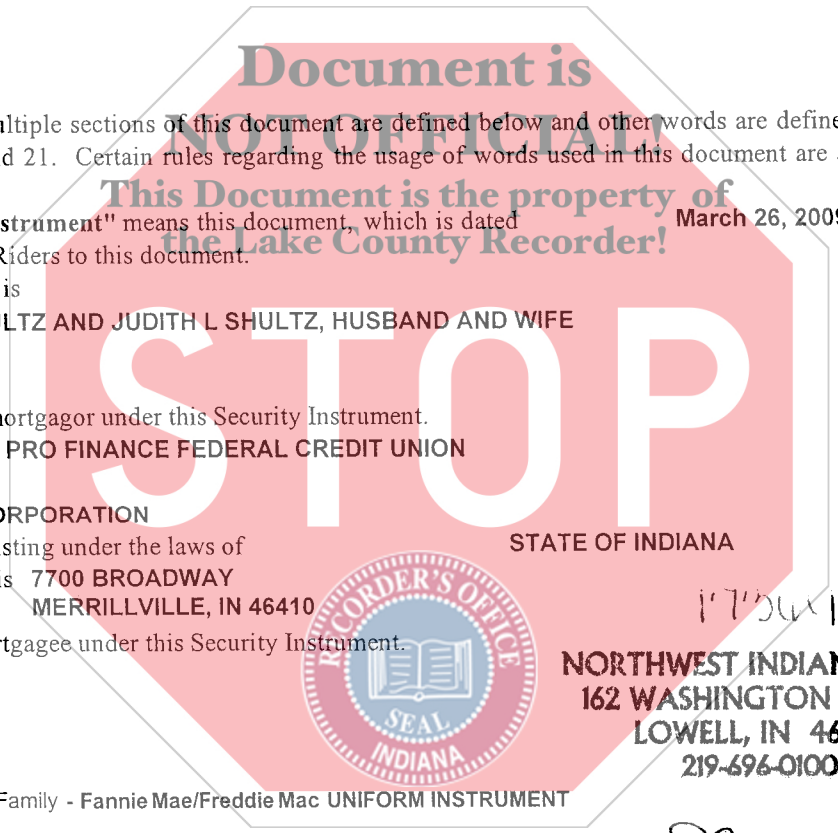 Document is
ultiple sections of this document are defined below and other words are define
NOT OFFICIAL!
d 21. Certain rules regarding the usage of words used in this document are
This Document is the property of
strument" means this document, which is dated March 26, 2009
the Lake County Recorder!
Riders to this document.
is
LTZ AND JUDITH L SHULTZ, HUSBAND AND WIFE
STOP
ortgagor under this Security Instrument.
PRO FINANCE FEDERAL CREDIT UNION
ORPORATION
sting under the laws of STATE OF INDIANA
is 7700 BROADWAY
MERRILLVILLE, IN 46410
rtgagee under this Security Instrument.
RECORDER'S OFFICE
SEAL
INDIANA
NORTHWEST INDIAN
162 WASHINGTON
LOWELL, IN 46
219-696-0100
Family - Fannie Mae/Freddie Mac UNIFORM INSTRUMENT